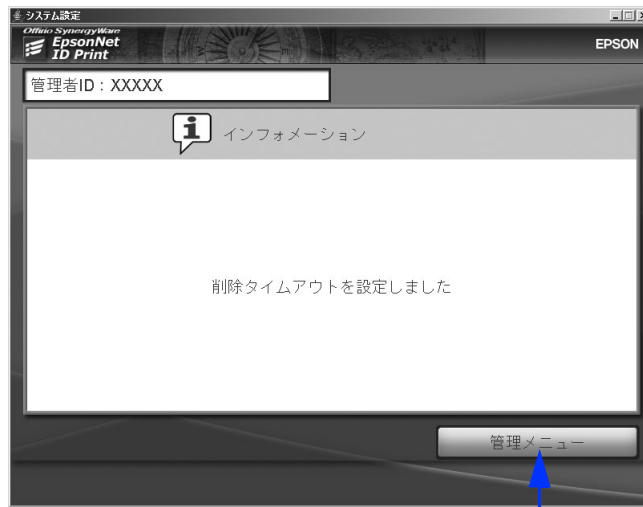 システム設定
Offirio SynergyWare
EpsonNet
ID Print
EPSON
管理者ID：XXXXX
インフォメーション
削除タイムアウトを設定しました
管理メニュー